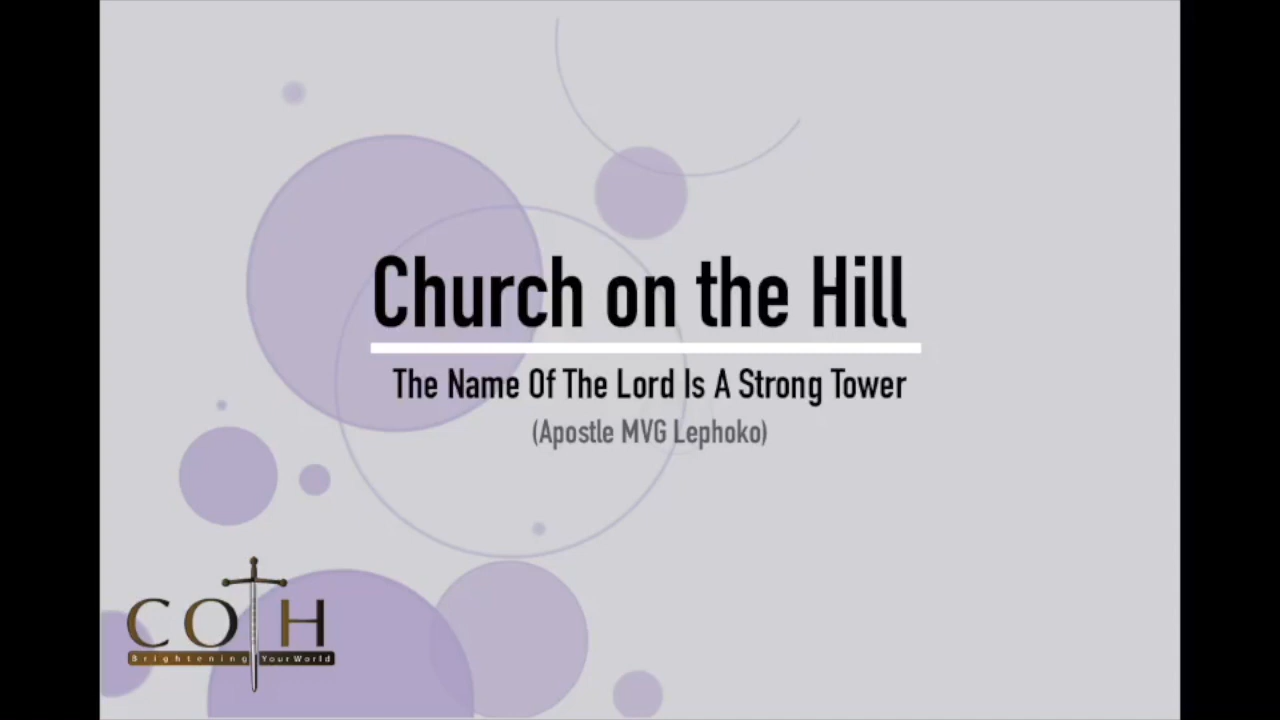 Church on the Hill
The Name Of The Lord Is A Strong Tower
(Apostle MVG Lephoko)
COTH
Brightening Your World